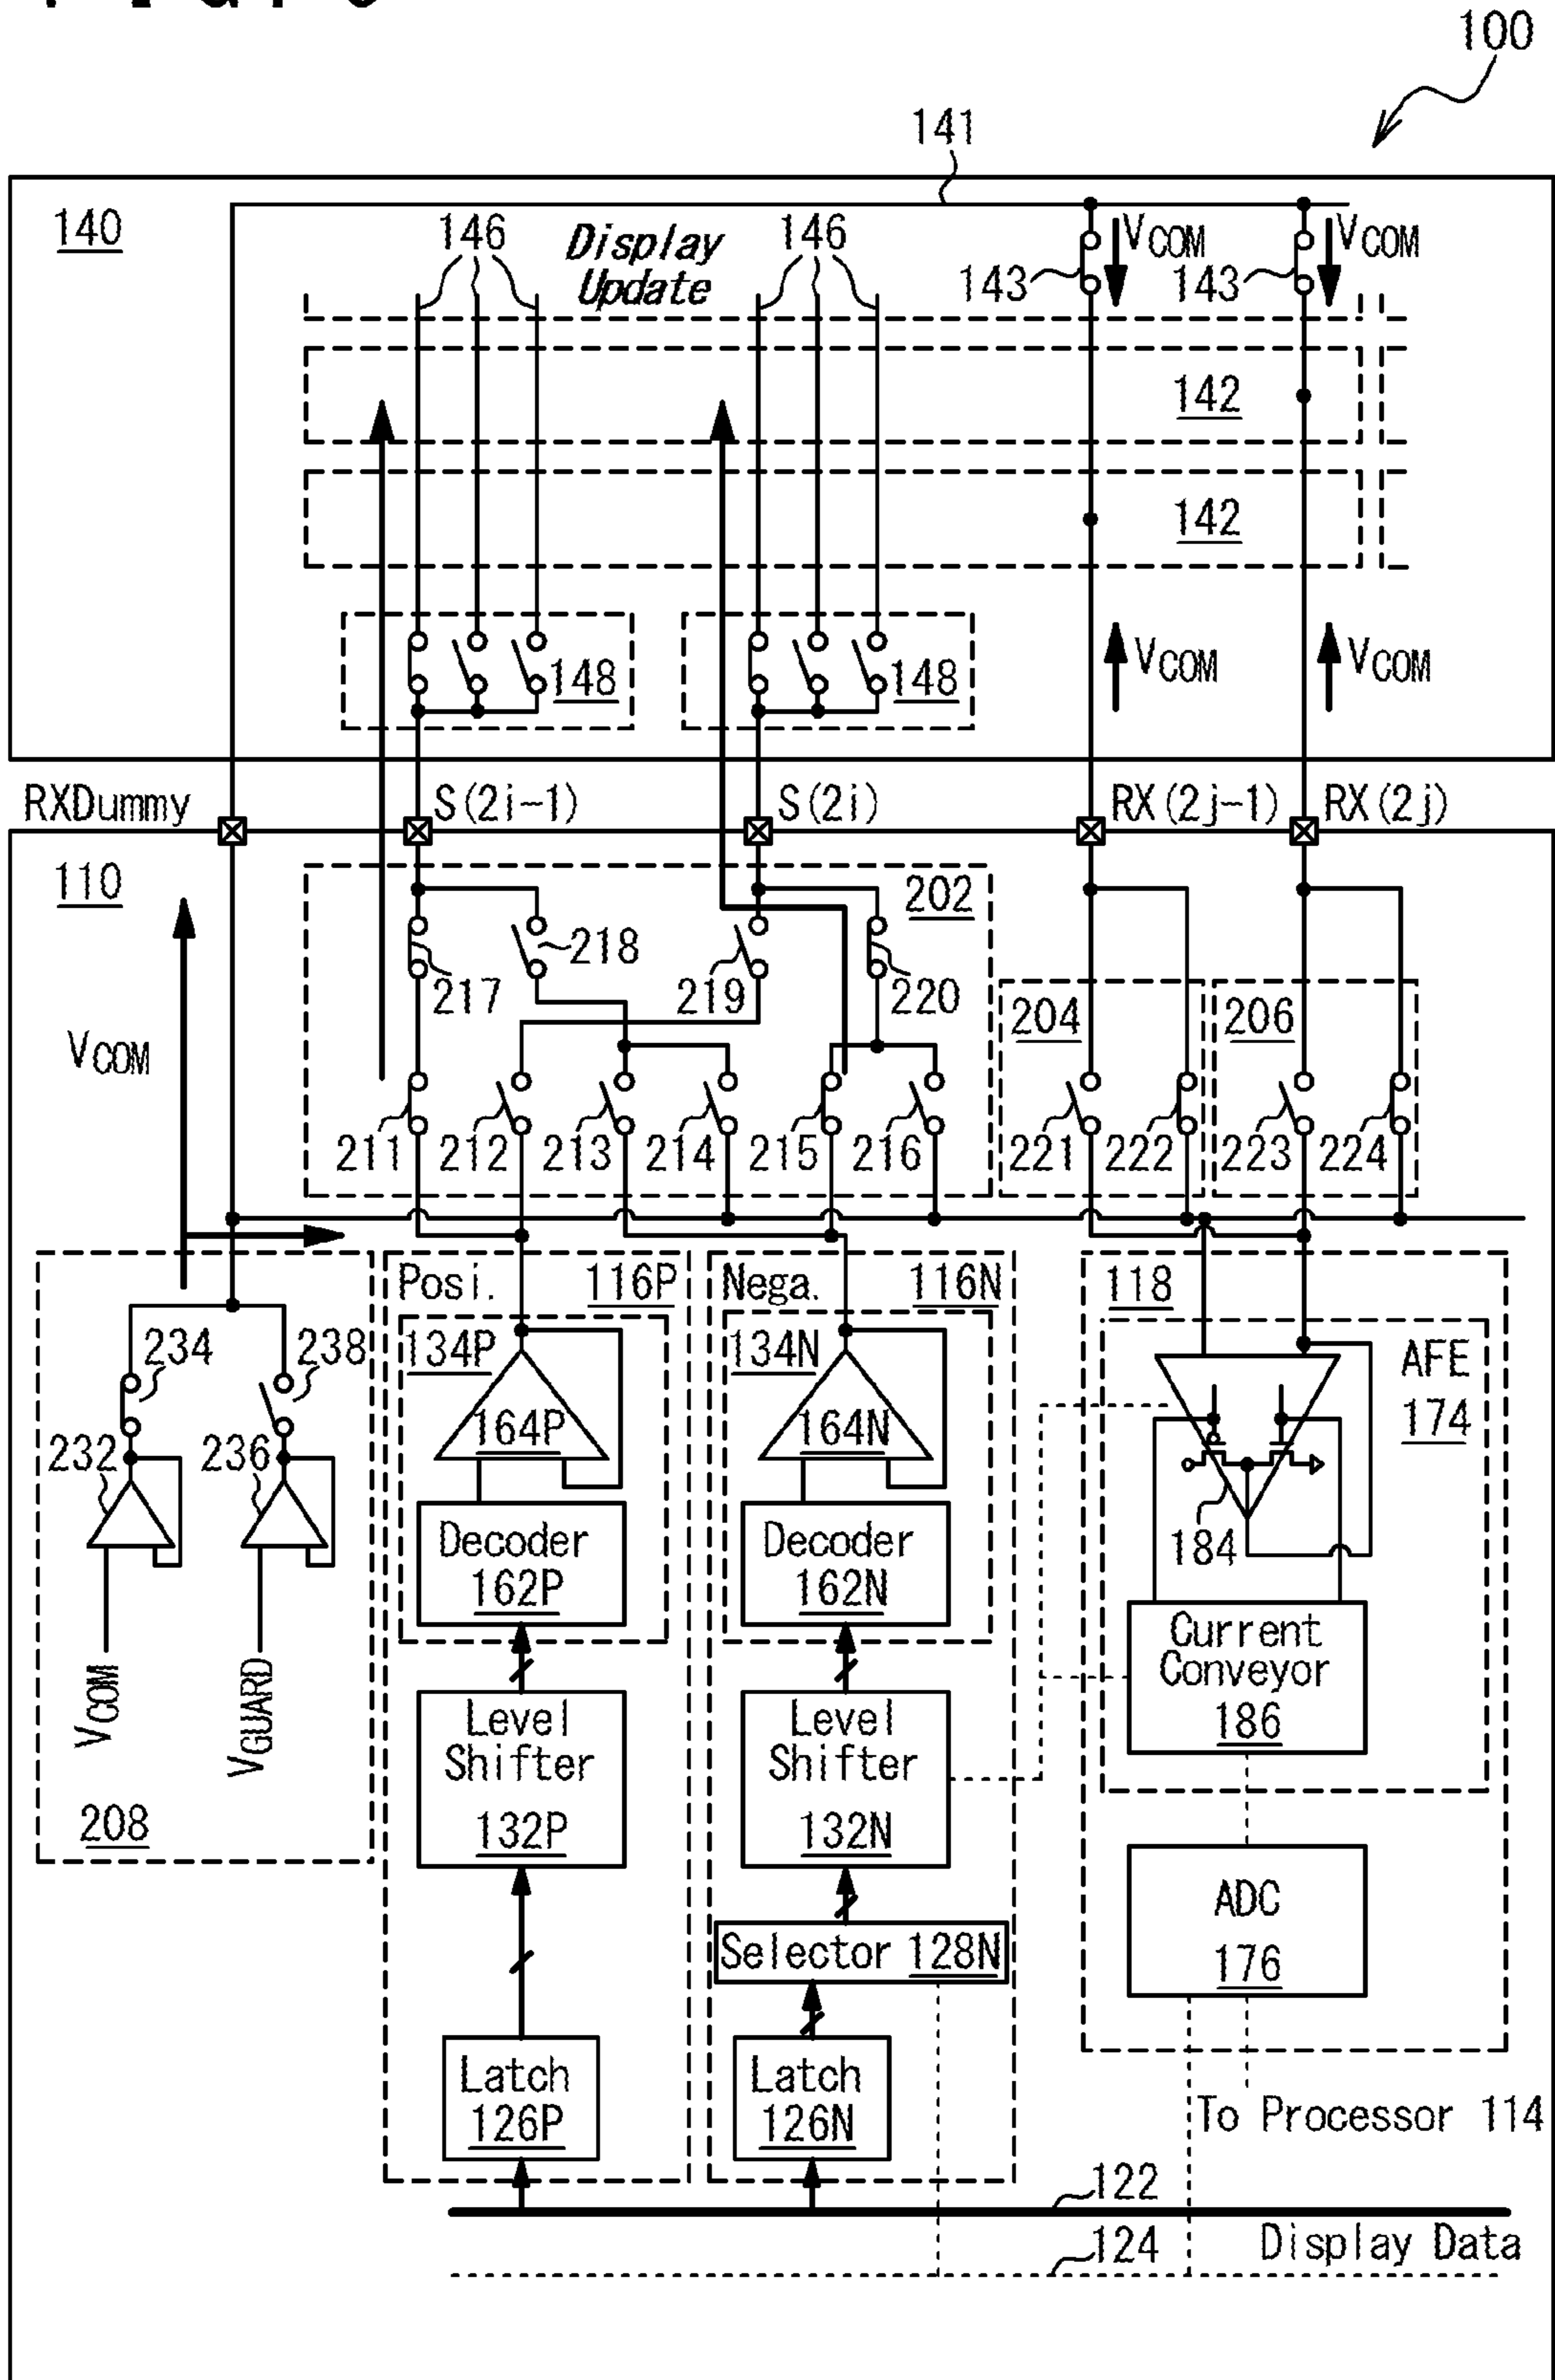 100
141
140
146
Display
Update
146
VCOM
VCOM
143
143
142
142
148
148
VCOM
VCOM
RXDummy
S(2i-1)
S(2i)
RX(2j-1)
RX(2j)
110
202
218
217
219
220
204
206
VCOM
211
212
213
214
215
216
221
222
223
224
Posi.
116P
Nega.
116N
118
234
238
134P
134N
AFE
174
232
236
164P
164N
184
Decoder
162P
Decoder
162N
Current
Conveyor
186
VCOM
VGUARD
Level
Shifter
132P
Level
Shifter
132N
208
ADC
176
Selector 128N
Latch
126P
Latch
126N
To Processor 114
122
124
Display Data